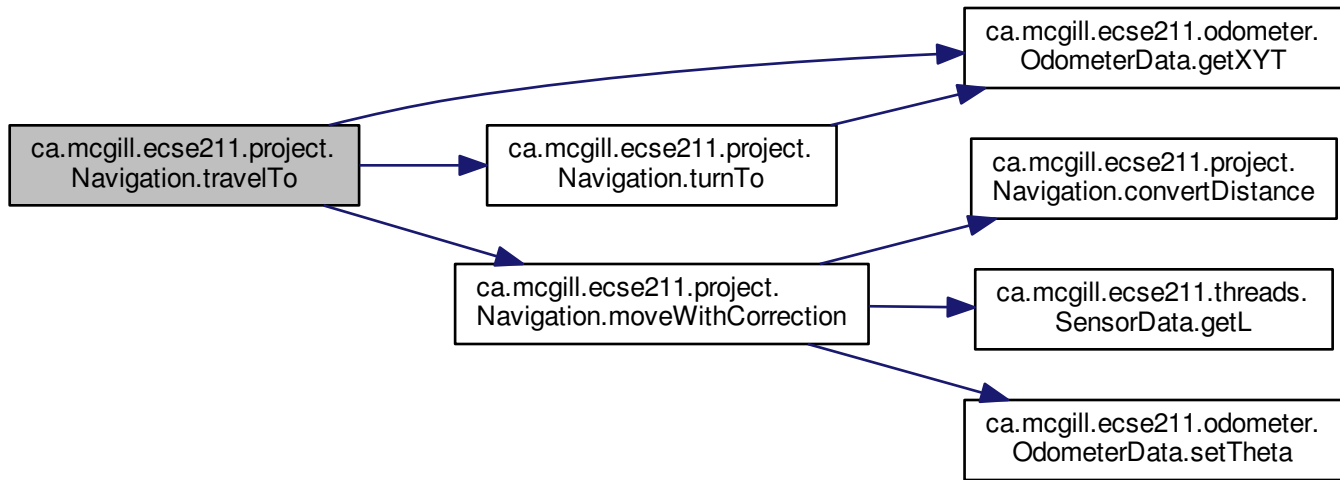 ca.mcgill.ecse211.project.
Navigation.travelTo
ca.mcgill.ecse211.project.
Navigation.turnTo
ca.mcgill.ecse211.project.
Navigation.moveWithCorrection
ca.mcgill.ecse211.odometer.
OdometerData.getXYT
ca.mcgill.ecse211.project.
Navigation.convertDistance
ca.mcgill.ecse211.threads.
SensorData.getL
ca.mcgill.ecse211.odometer.
OdometerData.setTheta